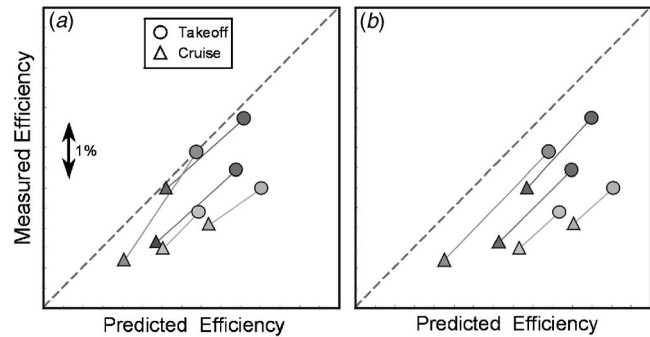 (a)
Takeoff
Cruise
(b)
Measured Efficiency
1%
Predicted Efficiency
Predicted Efficiency